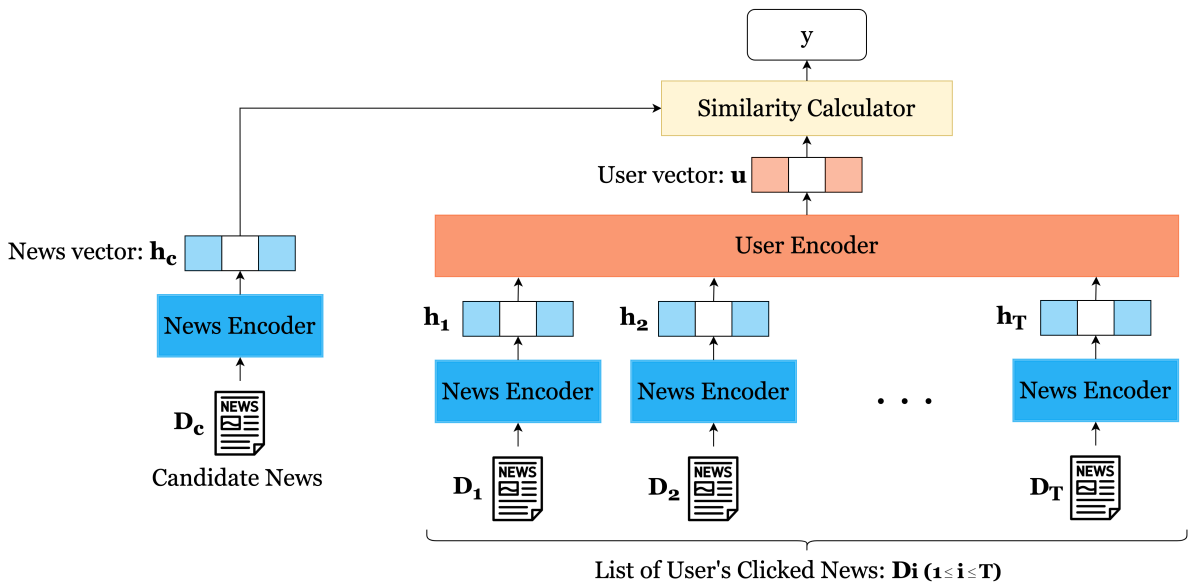 y
Similarity Calculator
User vector: u
User Encoder
News vector: hc
h1
h2
hT
News Encoder
News Encoder
News Encoder
News Encoder
. . .
Dc
NEWS
Candidate News
D1
NEWS
D2
NEWS
DT
NEWS
List of User's Clicked News: Di (1≤ i ≤T)